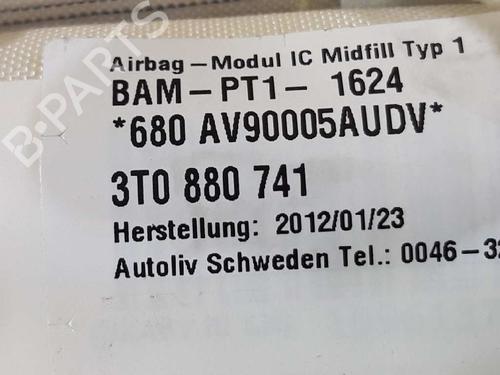 Airbag-Modul IC Midfill Typ 1
BAM-PT1- 1624
*680 AV90005AUDV*
3T0 880 741
Herstellung: 2012/01/23
Autoliv Schweden Tel.: 0046-32
B-PARTS